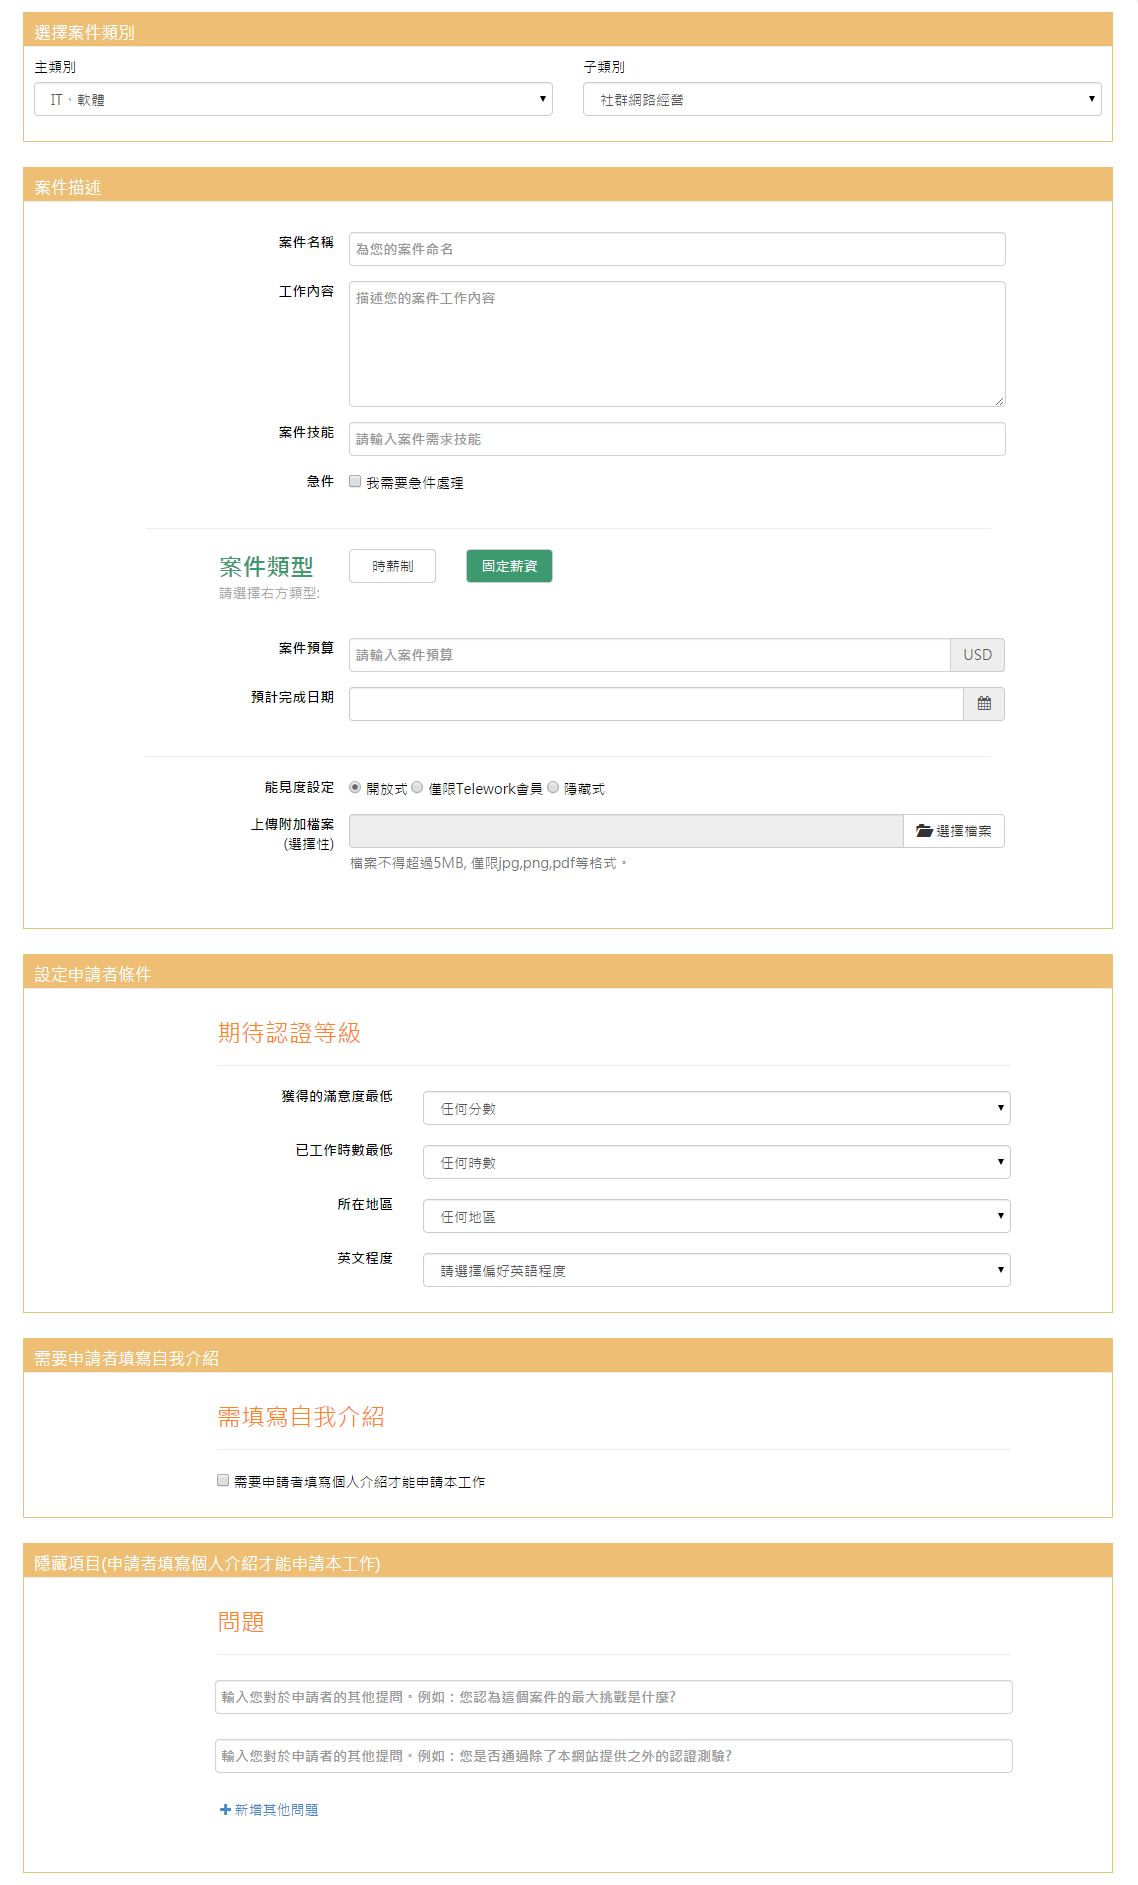 選擇案件類別
主類別 子類別
IT、軟體 社群網路經營
案件描述
案件名稱 為您的案件命名
工作內容 描述您的案件工作內容
案件技能 請輸入案件需求技能
急件 我需要急件處理
案件類型 時薪制 固定薪資
請選擇右方類型:
案件預算 請輸入案件預算 USD
預計完成日期
能見度設定 開放式 僅限Telework會員 隱藏式
上傳附加檔案 選擇檔案
(選擇性)
檔案不得超過5MB, 僅限jpg,png,pdf等格式。
設定申請者條件
期待認證等級
獲得的滿意度最低 任何分數
已工作時數最低 任何時數
所在地區 任何地區
英文程度 請選擇偏好英語程度
需要申請者填寫自我介紹
需填寫自我介紹
需要申請者填寫個人介紹才能申請本工作
隱藏項目(申請者填寫個人介紹才能申請本工作)
問題
輸入您對於申請者的其他提問。例如：您認為這個案件的最大挑戰是什麼?
輸入您對於申請者的其他提問。例如：您是否通過除了本網站提供之外的認證測驗?
新增其他問題